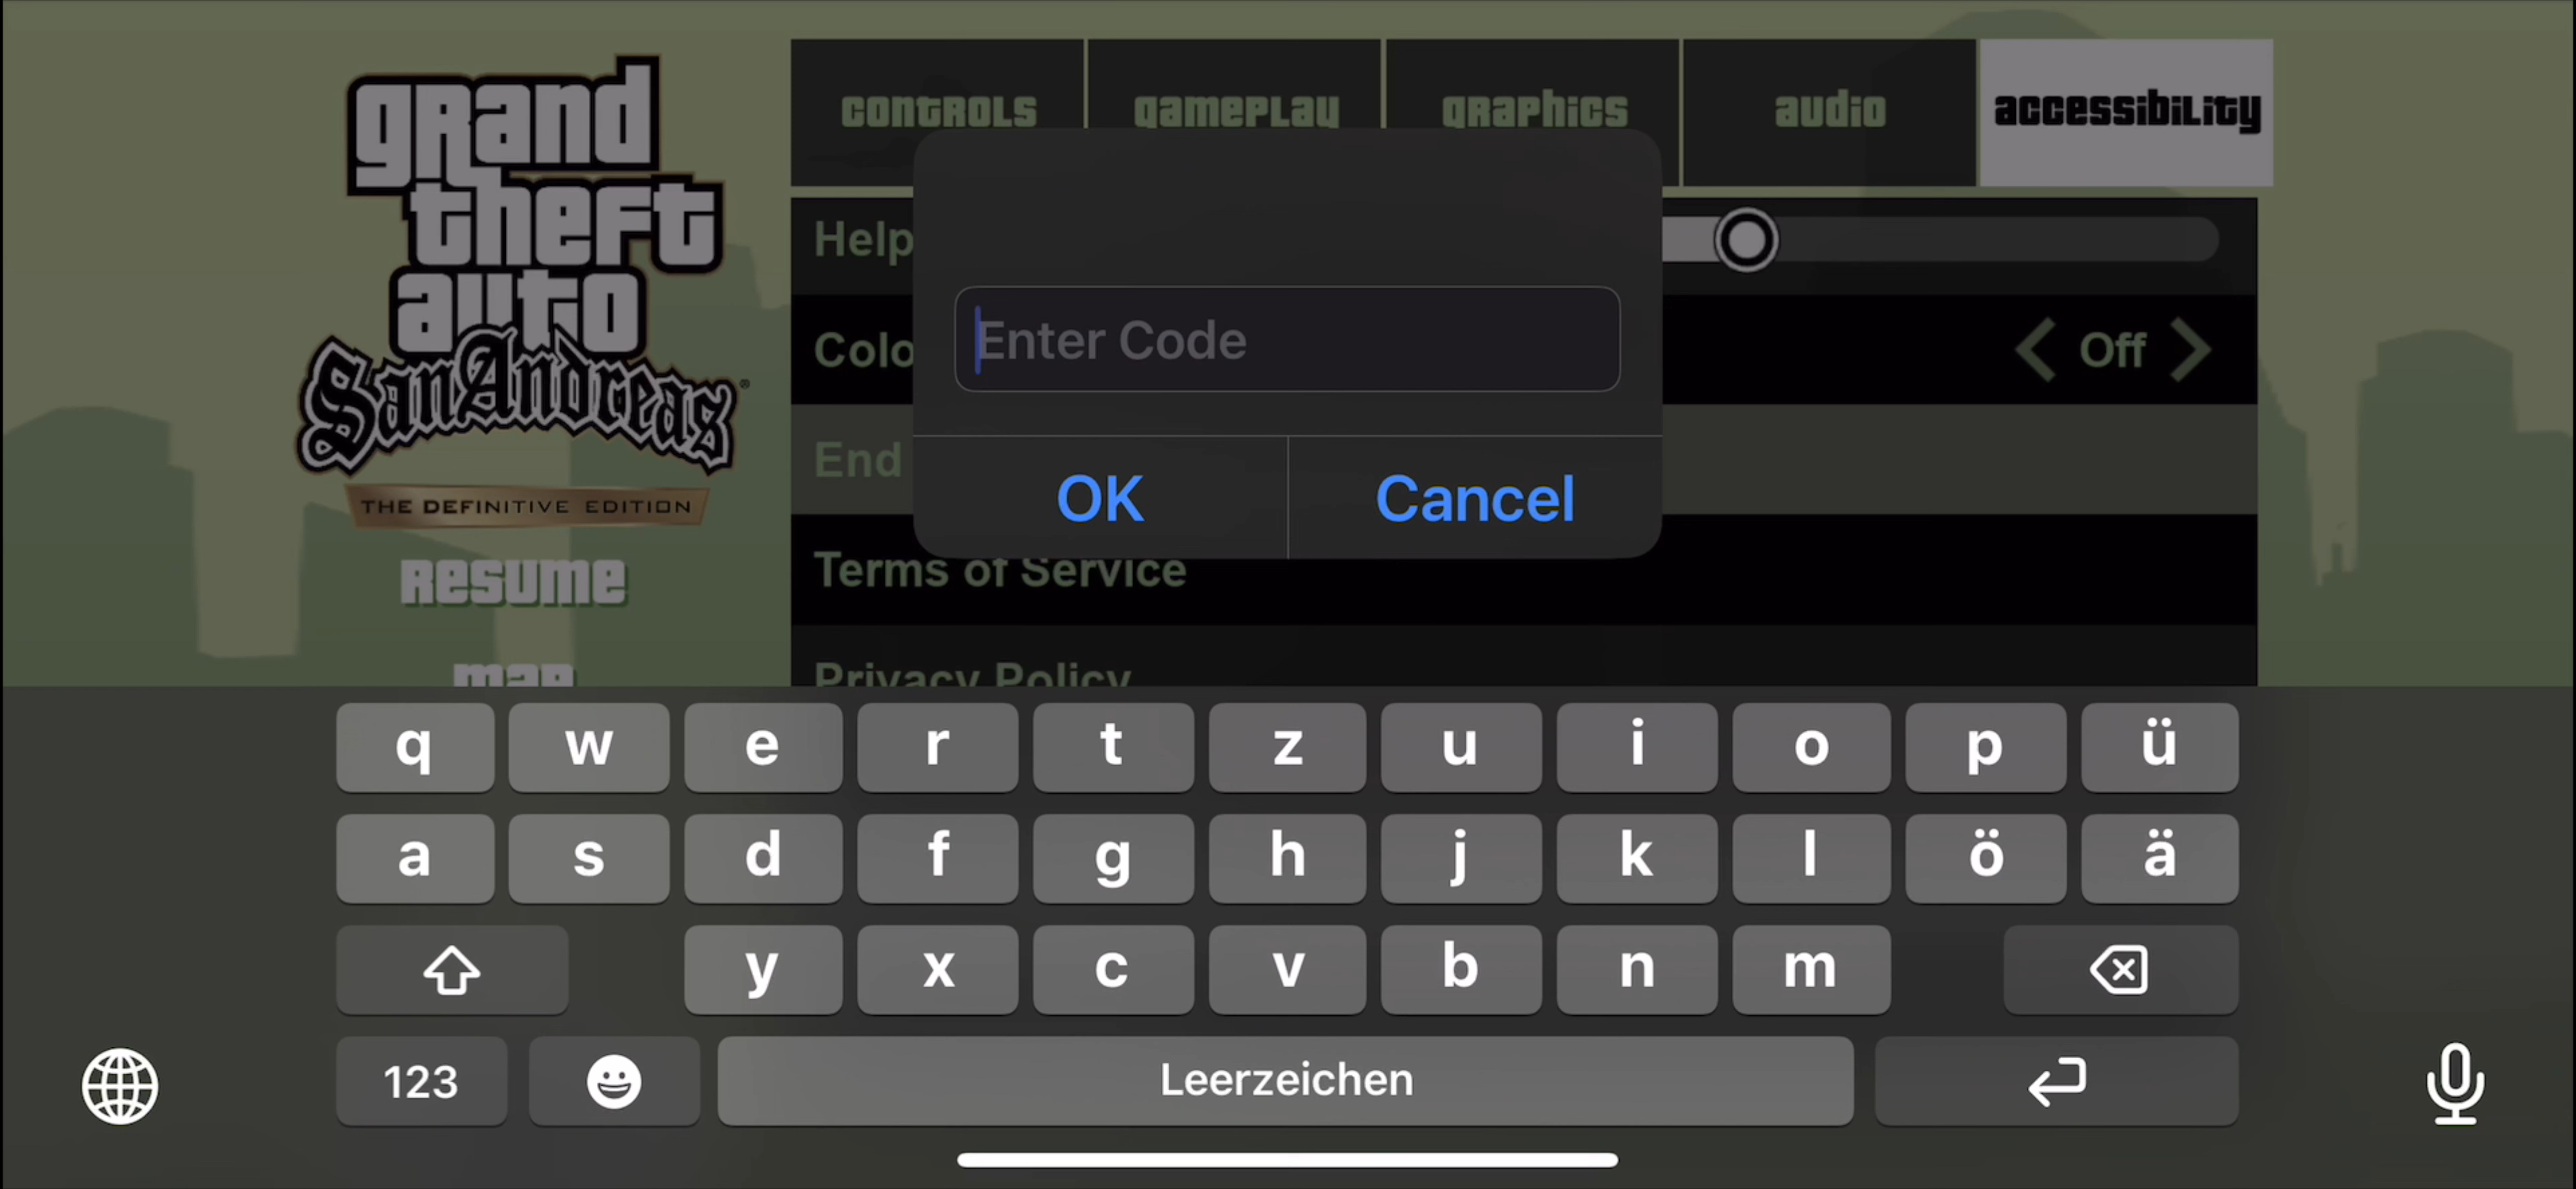 grand
theft
auto
San Andreas
®
THE DEFINITIVE EDITION
RESUME
map
controls
gameplay
graphics
audio
accessibility
Help
Colo
Off
End
Terms of Service
Privacy Policy
Enter Code
OK
Cancel
q w e r t z u i o p ü
a s d f g h j k l ö ä
y x c v b n m
123
Leerzeichen